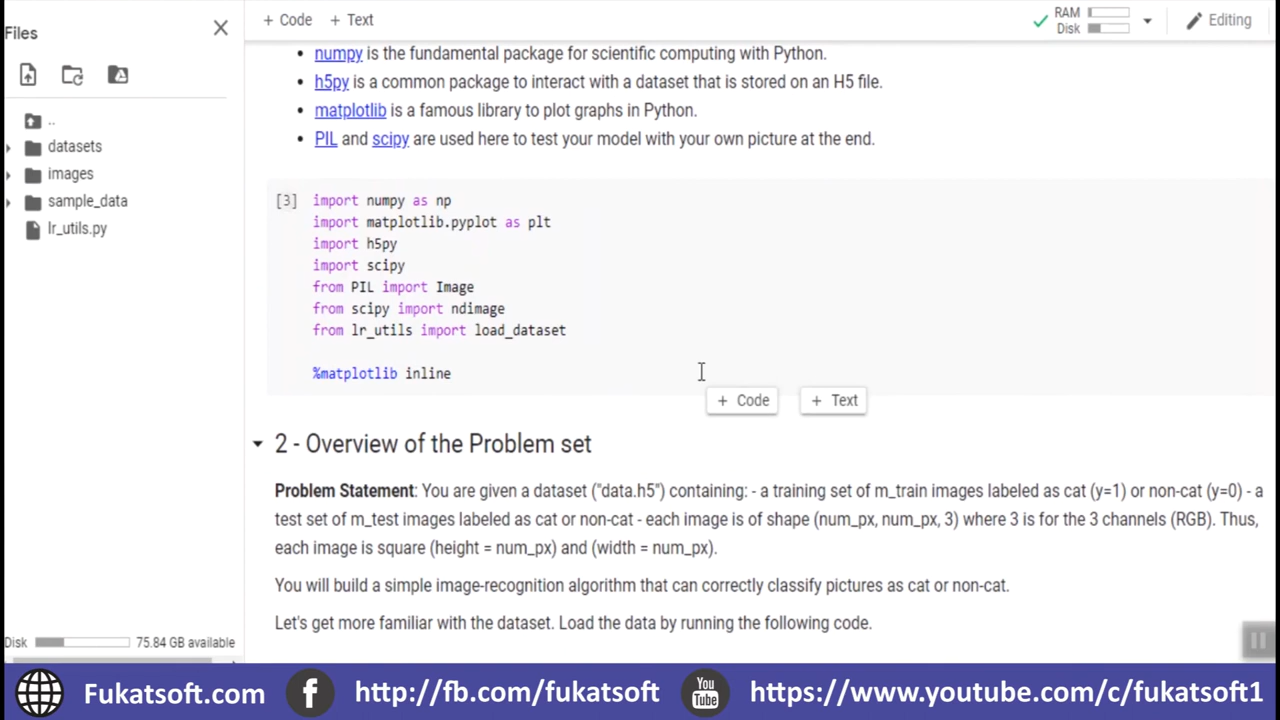 Files
..
datasets
images
sample_data
lr_utils.py
Disk 75.84 GB available
+ Code + Text
RAM
Disk
Editing
• numpy is the fundamental package for scientific computing with Python.
• h5py is a common package to interact with a dataset that is stored on an H5 file.
• matplotlib is a famous library to plot graphs in Python.
• PIL and scipy are used here to test your model with your own picture at the end.
[3] import numpy as np
import matplotlib.pyplot as plt
import h5py
import scipy
from PIL import Image
from scipy import ndimage
from lr_utils import load_dataset
%matplotlib inline
+ Code + Text
2 - Overview of the Problem set
Problem Statement: You are given a dataset ("data.h5") containing: - a training set of m_train images labeled as cat (y=1) or non-cat (y=0) - a
test set of m_test images labeled as cat or non-cat - each image is of shape (num_px, num_px, 3) where 3 is for the 3 channels (RGB). Thus,
each image is square (height = num_px) and (width = num_px).
You will build a simple image-recognition algorithm that can correctly classify pictures as cat or non-cat.
Let's get more familiar with the dataset. Load the data by running the following code.
Fukatsoft.com
f http://fb.com/fukatsoft
You Tube https://www.youtube.com/c/fukatsoft1